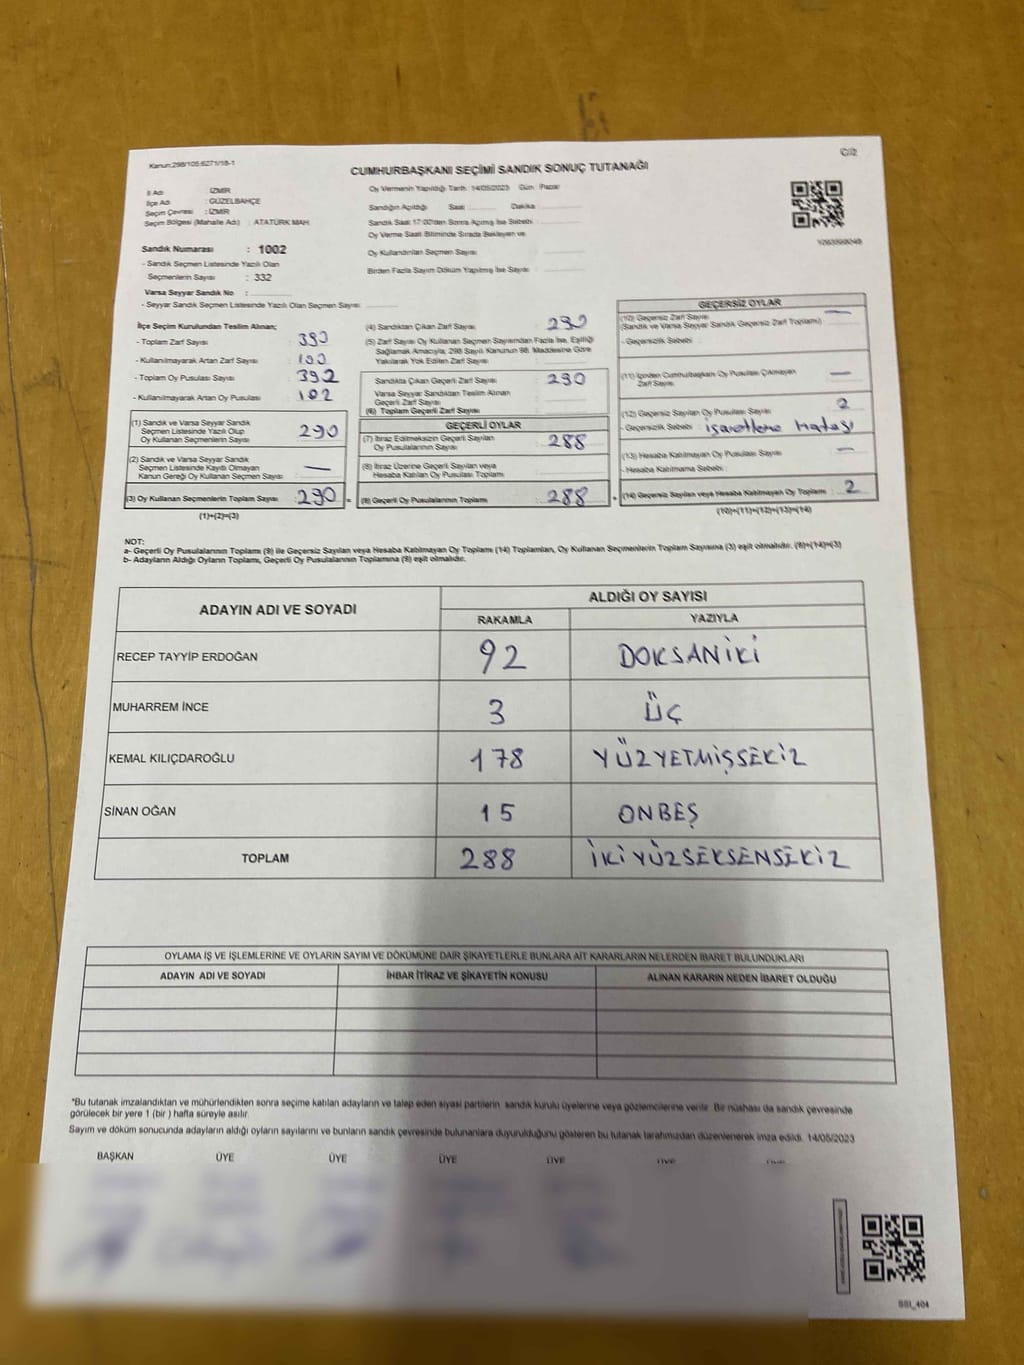 Kanun:298/105-6271/18-1
C/2
CUMHURBAŞKANI SEÇİMİ SANDIK SONUÇ TUTANAĞI
İl Adı : İZMİR
İlçe Adı : GÜZELBAHÇE
Seçim Çevresi : İZMİR
Seçim Bölgesi (Mahalle Adı) : ATATÜRK MAH.
Sandık Numarası : 1002
- Sandık Seçmen Listesinde Yazılı Olan
Seçmenlerin Sayısı : 332
Varsa Seyyar Sandık No :
- Seyyar Sandık Seçmen Listesinde Yazılı Olan Seçmen Sayısı
Oy Vermenin Yapıldığı Tarih: 14/05/2023 Gün: Pazar
Sandığın Açıldığı Saat Dakika
Sandık Saat 17:00'den Sonra Açılmış İse Sebebi
Oy Verme Saati Bitiminde Sırada Bekleyen ve
Oy Kullandırılan Seçmen Sayısı
Birden Fazla Sayım Döküm Yapılmış İse Sayısı
İlçe Seçim Kurulundan Teslim Alınan;
- Toplam Zarf Sayısı : 390
- Kullanılmayarak Artan Zarf Sayısı : 100
- Toplam Oy Pusulası Sayısı : 392
- Kullanılmayarak Artan Oy Pusulası : 102
(1) Sandık ve Varsa Seyyar Sandık
Seçmen Listesinde Yazılı Olup
Oy Kullanan Seçmenlerin Sayısı : 290
(2) Sandık ve Varsa Seyyar Sandık
Seçmen Listesinde Kayıtlı Olmayan
Kanun Gereği Oy Kullanan Seçmen Sayısı : —
(3) Oy Kullanan Seçmenlerin Toplam Sayısı : 290
(1)+(2)=(3)
(4) Sandıktan Çıkan Zarf Sayısı : 290
(5) Zarf Sayısı Oy Kullanan Seçmen Sayısından Fazla İse, Eşitliği
Sağlamak Amacıyla, 298 Sayılı Kanunun 98. Maddesine Göre
Yakılarak Yok Edilen Zarf Sayısı
Sandıkta Çıkan Geçerli Zarf Sayısı : 290
Varsa Seyyar Sandıktan Teslim Alınan
Geçerli Zarf Sayısı
(6) Toplam Geçerli Zarf Sayısı
GEÇERLİ OYLAR
(7) İtiraz Edilmeksizin Geçerli Sayılan
Oy Pusulalarının Sayısı : 288
(8) İtiraz Üzerine Geçerli Sayılan veya
Hesaba Katılan Oy Pusulası Toplamı
(9) Geçerli Oy Pusulalarının Toplamı : 288
GEÇERSİZ OYLAR
(10) Geçersiz Zarf Sayısı —
(Sandık ve Varsa Seyyar Sandık Geçersiz Zarf Toplamı)
- Geçersizlik Sebebi :
(11) İçinden Cumhurbaşkanı Oy Pusulası Çıkmayan
Zarf Sayısı —
(12) Geçersiz Sayılan Oy Pusulası Sayısı : 2
- Geçersizlik Sebebi : işaretleme hatası
(13) Hesaba Katılmayan Oy Pusulası Sayısı : —
- Hesaba Katılmama Sebebi :
(14) Geçersiz Sayılan veya Hesaba Katılmayan Oy Toplamı : 2
(10)+(11)+(12)+(13)=(14)
NOT:
a- Geçerli Oy Pusulalarının Toplamı (9) ile Geçersiz Sayılan veya Hesaba Katılmayan Oy Toplamı (14) Toplamları, Oy Kullanan Seçmenlerin Toplam Sayısına (3) eşit olmalıdır. (9)+(14)=(3)
b- Adayların Aldığı Oyların Toplamı, Geçerli Oy Pusulalarının Toplamına (9) eşit olmalıdır.
ADAYIN ADI VE SOYADI ALDIĞI OY SAYISI
RAKAMLA YAZIYLA
RECEP TAYYİP ERDOĞAN 92 DOKSANİKİ
MUHARREM İNCE 3 ÜÇ
KEMAL KILIÇDAROĞLU 178 YÜZYETMİŞSEKİZ
SİNAN OĞAN 15 ONBEŞ
TOPLAM 288 İKİYÜZSEKSENSEKİZ
OYLAMA İŞ VE İŞLEMLERİNE VE OYLARIN SAYIM VE DÖKÜMÜNE DAİR ŞİKAYETLERLE BUNLARA AİT KARARLARIN NELERDEN İBARET BULUNDUKLARI
ADAYIN ADI VE SOYADI İHBAR İTİRAZ VE ŞİKAYETİN KONUSU ALINAN KARARIN NEDEN İBARET OLDUĞU
*Bu tutanak imzalandıktan ve mühürlendikten sonra seçime katılan adayların ve talep eden siyasi partilerin sandık kurulu üyelerine veya gözlemcilerine verilir. Bir nüshası da sandık çevresinde
görülecek bir yere 1 (bir ) hafta süreyle asılır.
Sayım ve döküm sonucunda adayların aldığı oyların sayılarını ve bunların sandık çevresinde bulunanlara duyurulduğunu gösteren bu tutanak tarafımızdan düzenlenerek imza edildi. 14/05/2023
BAŞKAN ÜYE ÜYE ÜYE ÜYE